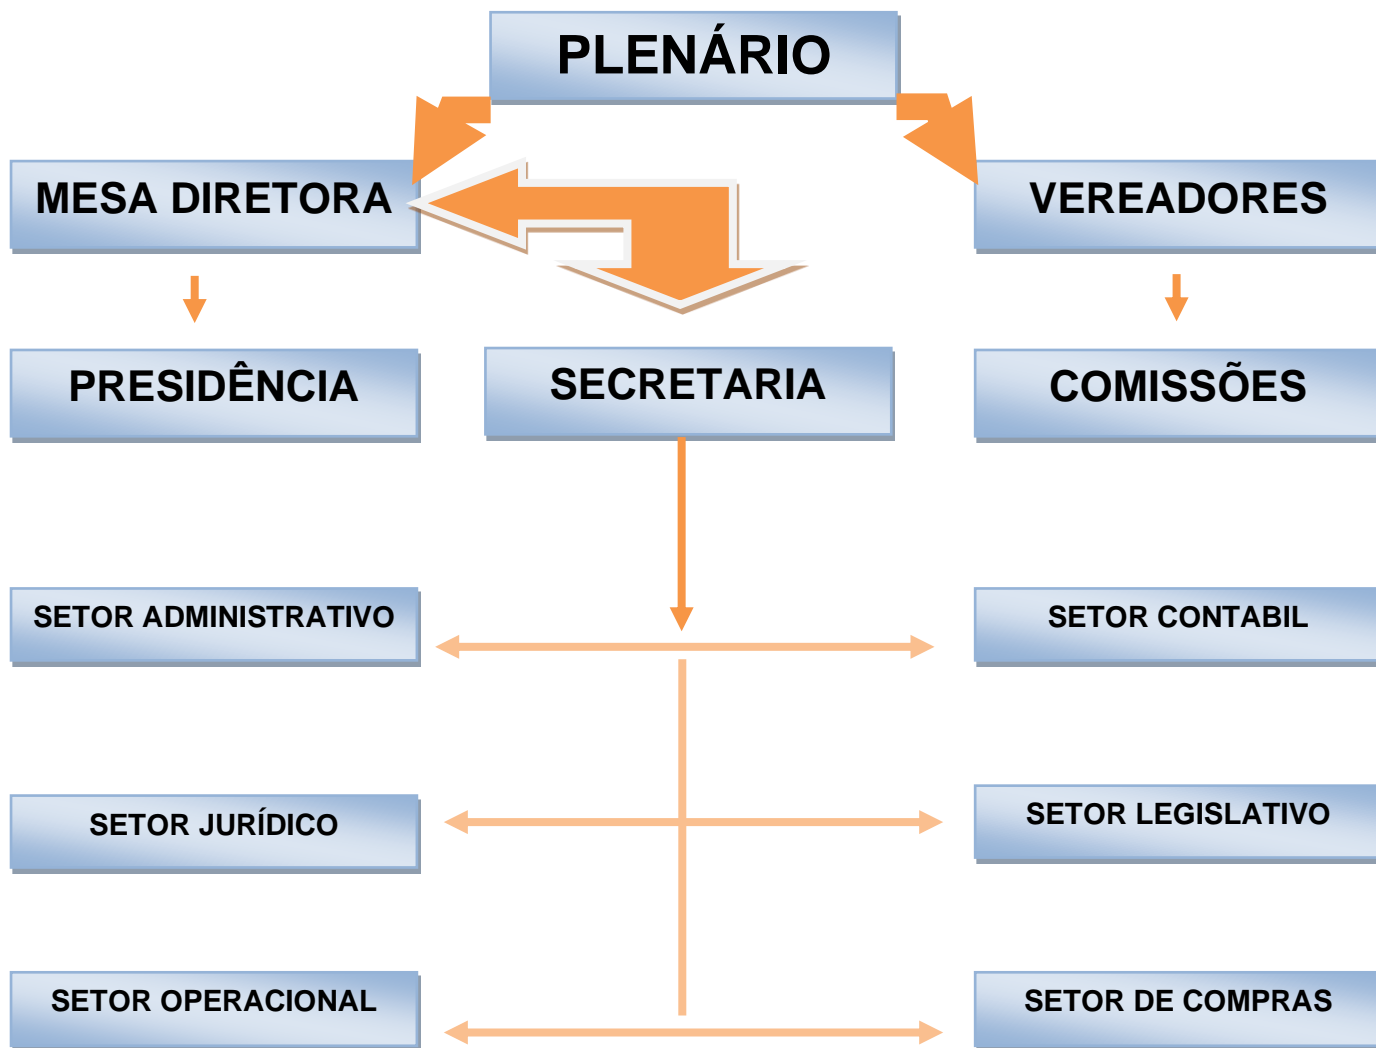 PLENÁRIO
MESA DIRETORA
VEREADORES
PRESIDÊNCIA
SECRETARIA
COMISSÕES
SETOR ADMINISTRATIVO
SETOR CONTABIL
SETOR JURÍDICO
SETOR LEGISLATIVO
SETOR OPERACIONAL
SETOR DE COMPRAS